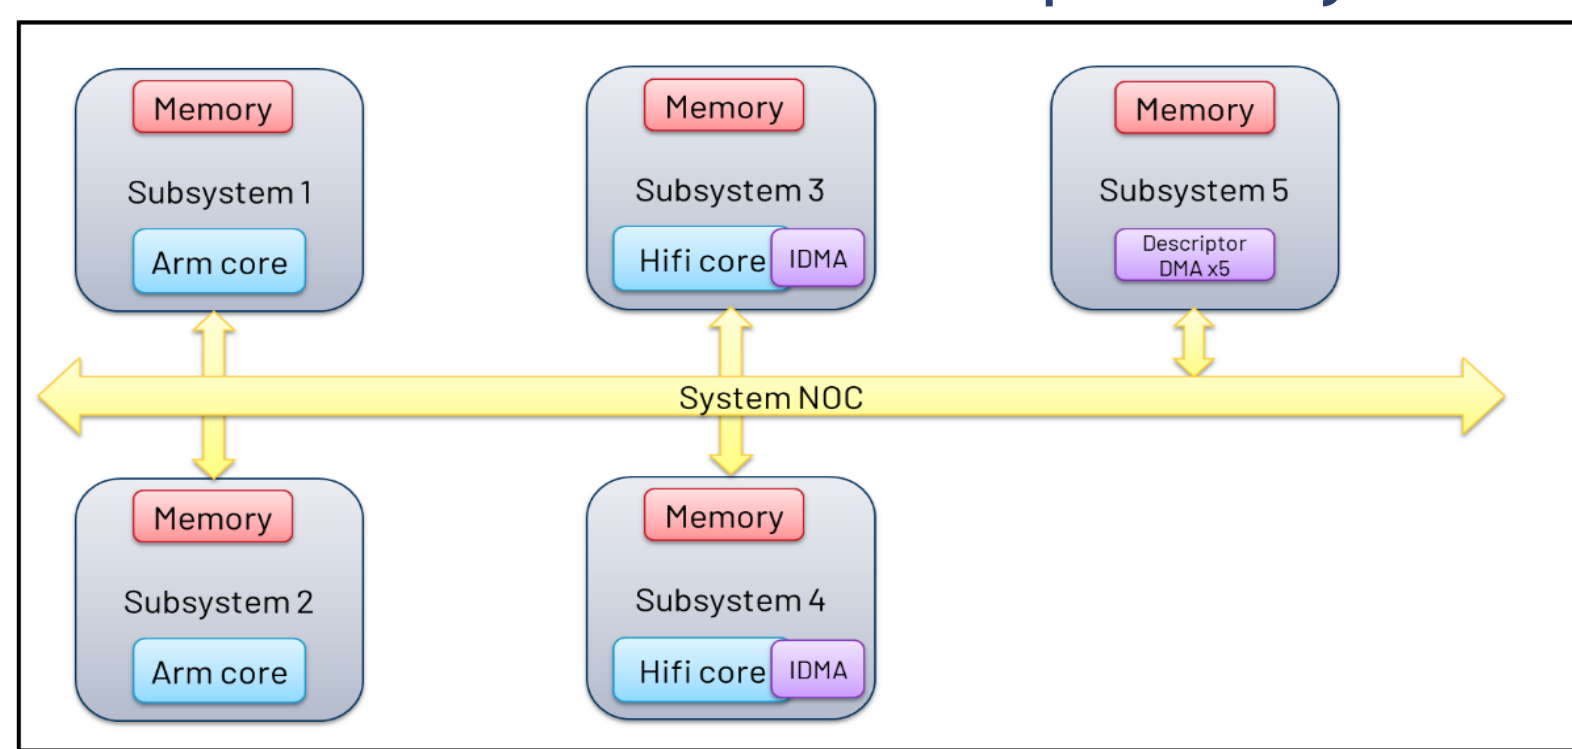 Memory
Subsystem 1
Arm core
Memory
Subsystem 3
Hifi core
IDMA
Memory
Subsystem 5
Descriptor
DMA x5
System NOC
Memory
Subsystem 2
Arm core
Memory
Subsystem 4
Hifi core
IDMA